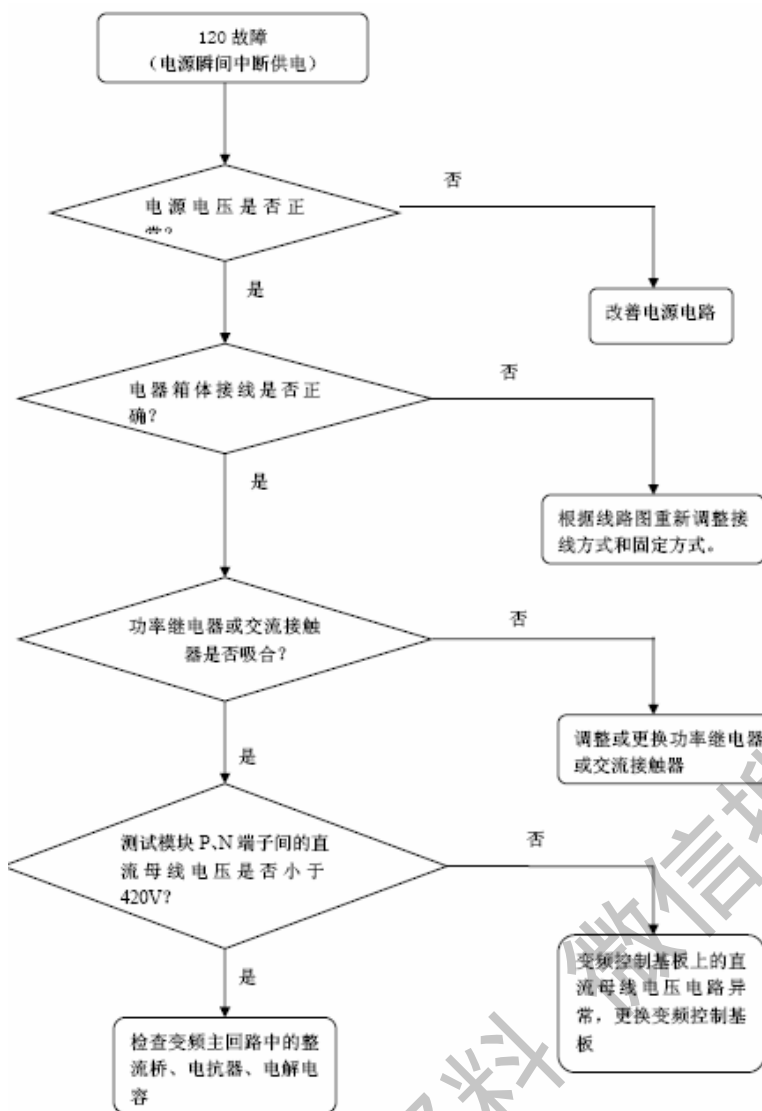 120 故障
（电源瞬间中断供电）
电源电压是否正
常?
否
是
改善电源电路
电器箱体接线是否正
确?
否
是
根据线路图重新调整接
线方式和固定方式。
功率继电器或交流接触
器是否吸合?
否
是
调整或更换功率继电器
或交流接触器
测试模块 P、N 端子间的直
流母线电压是否小于
420V?
否
是
变频控制基板上的直
流母线电压电路异
常，更换变频控制基
板
检查变频主回路中的整
流桥、电抗器、电解电
容
资料 微信搜